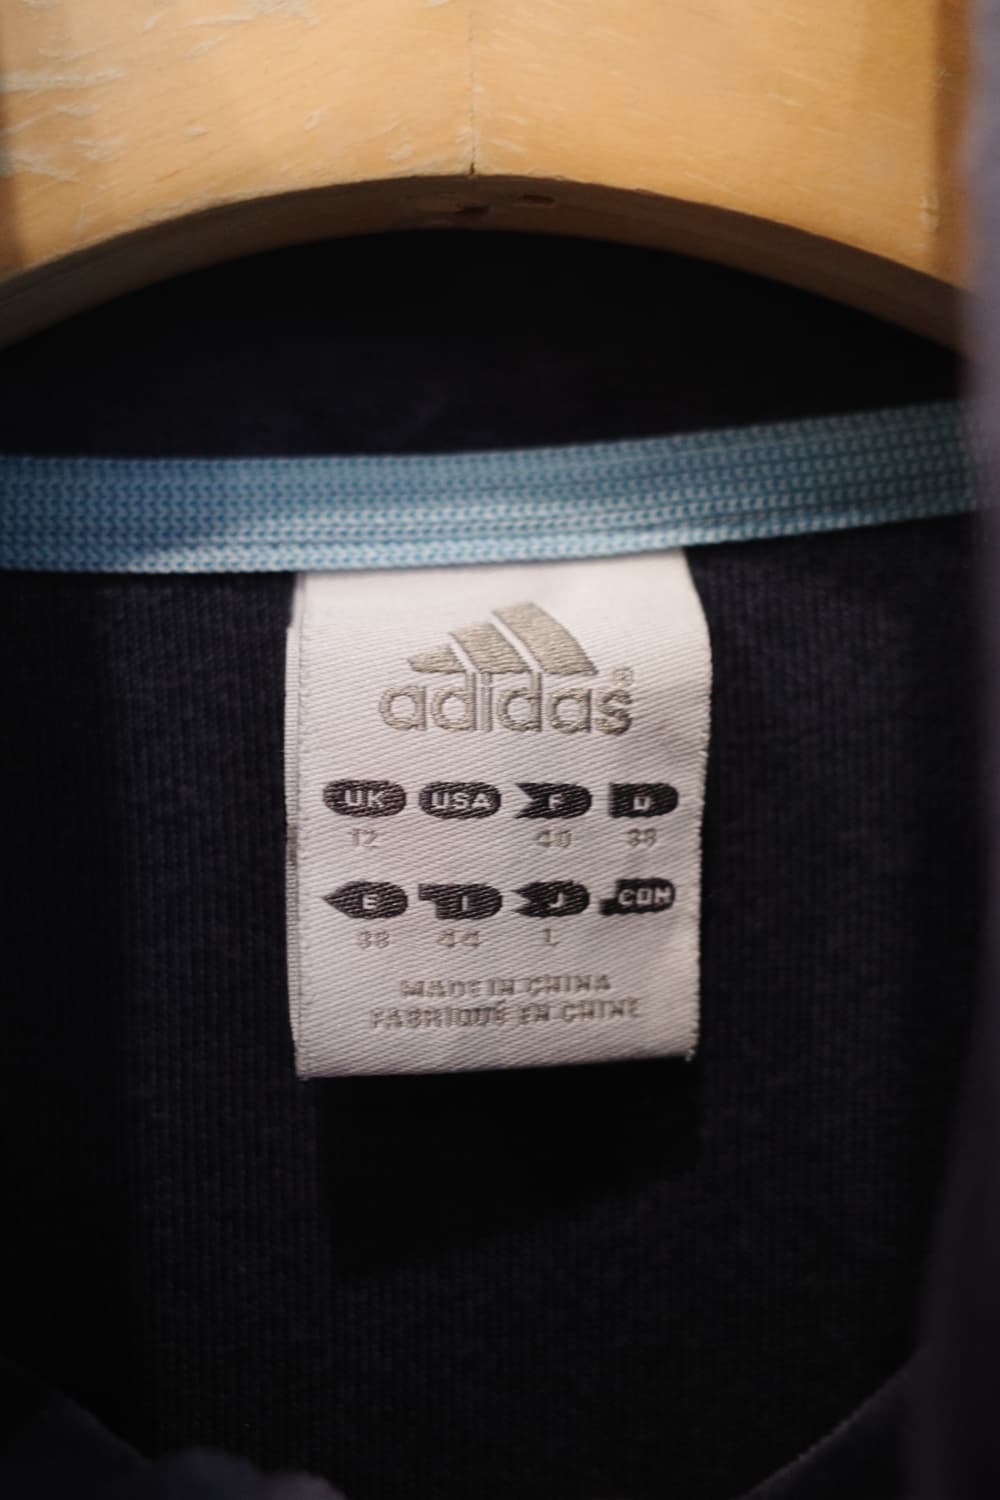 adidas®
UK USA F D
12 40 38
E I J .COM
38 44 L
MADE IN CHINA
FABRIQUÉ EN CHINE